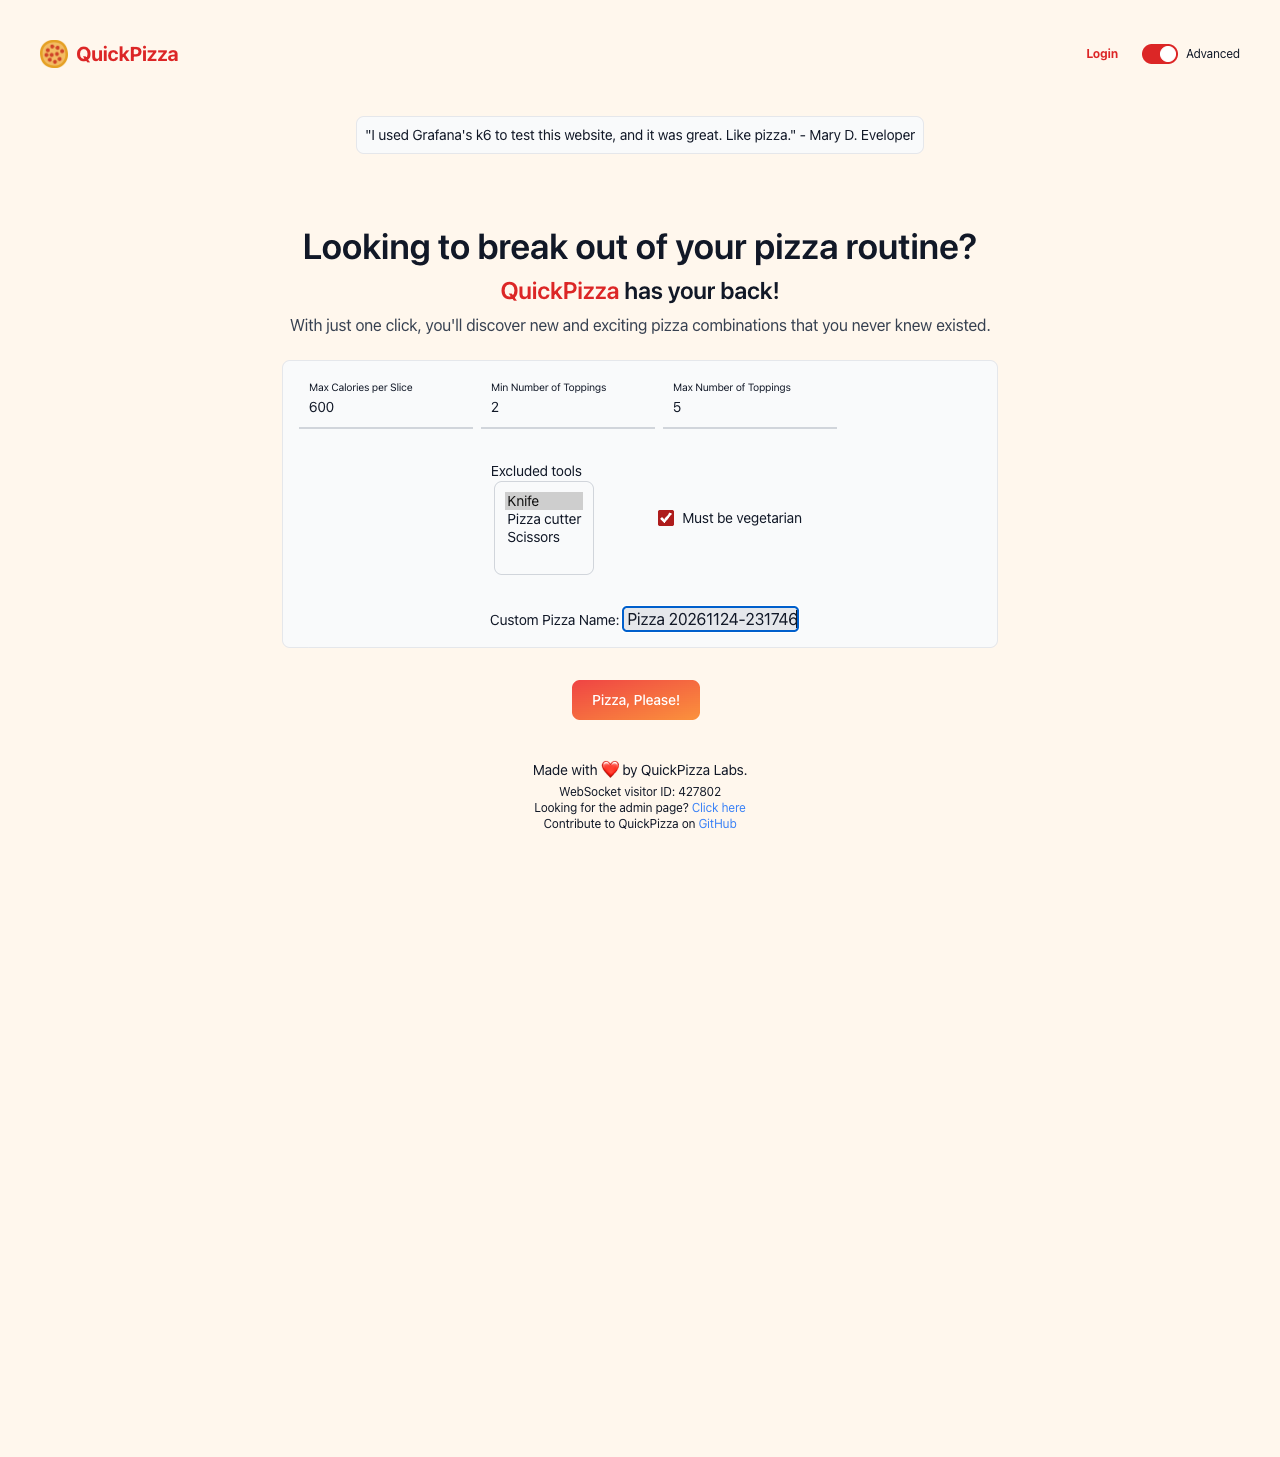 QuickPizza
Login
Advanced
"I used Grafana's k6 to test this website, and it was great. Like pizza." - Mary D. Eveloper
Looking to break out of your pizza routine?
QuickPizza has your back!
With just one click, you'll discover new and exciting pizza combinations that you never knew existed.
Max Calories per Slice
600
Min Number of Toppings
2
Max Number of Toppings
5
Excluded tools
Knife
Pizza cutter
Scissors
Must be vegetarian
Custom Pizza Name: Pizza 20261124-231746
Pizza, Please!
Made with ❤️ by QuickPizza Labs.
WebSocket visitor ID: 427802
Looking for the admin page? Click here
Contribute to QuickPizza on GitHub